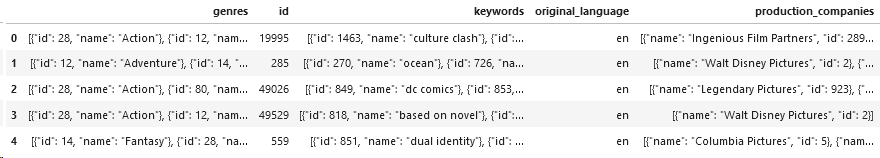 genres id keywords original_language production_companies
0 [{"id": 28, "name": "Action"}, {"id": 12, "nam... 19995 [{"id": 1463, "name": "culture clash"}, {"id":... en [{"name": "Ingenious Film Partners", "id": 289...
1 [{"id": 12, "name": "Adventure"}, {"id": 14, "... 285 [{"id": 270, "name": "ocean"}, {"id": 726, "na... en [{"name": "Walt Disney Pictures", "id": 2}, {"...
2 [{"id": 28, "name": "Action"}, {"id": 80, "nam... 49026 [{"id": 849, "name": "dc comics"}, {"id": 853,... en [{"name": "Legendary Pictures", "id": 923}, {"...
3 [{"id": 28, "name": "Action"}, {"id": 12, "nam... 49529 [{"id": 818, "name": "based on novel"}, {"id":... en [{"name": "Walt Disney Pictures", "id": 2}]
4 [{"id": 14, "name": "Fantasy"}, {"id": 28, "na... 559 [{"id": 851, "name": "dual identity"}, {"id":... en [{"name": "Columbia Pictures", "id": 5}, {"nam...